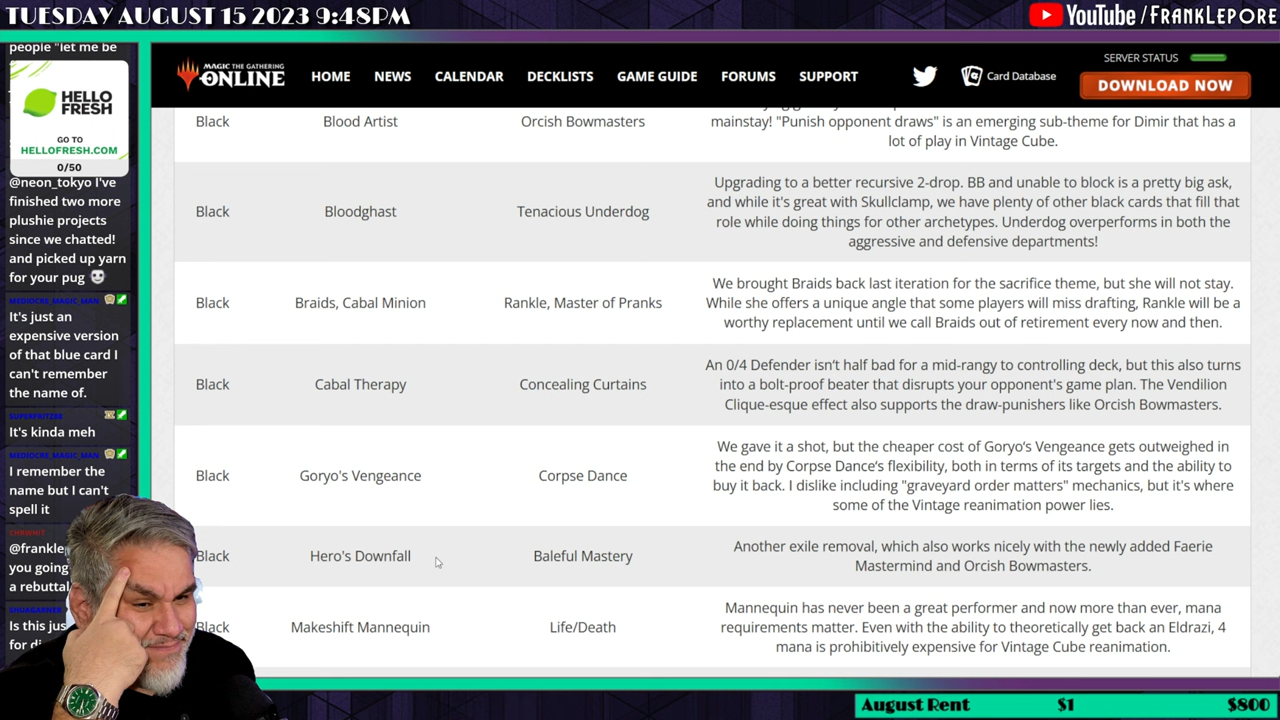 TUESDAY AUGUST 15 2023 9:48PM
YouTube/FRANKLEPORE
people "let me be
HELLO
FRESH
GO TO
HELLOFRESH.COM
0/50
@neon_tokyo I've
finished two more
plushie projects
since we chatted!
and picked up yarn
for your pug
MEDIOCRE_MAGIC_MAN
It's just an
expensive version
of that blue card I
can't remember
the name of.
It's kinda meh
MEDIOCRE_MAGIC_MAN
I remember the
name but I can't
spell it
@frankle
you going
a rebuttal
Is this jus
for di
MAGIC THE GATHERING
ONLINE
HOME NEWS CALENDAR DECKLISTS GAME GUIDE FORUMS SUPPORT
Card Database
SERVER STATUS
DOWNLOAD NOW
Black Blood Artist Orcish Bowmasters
mainstay! "Punish opponent draws" is an emerging sub-theme for Dimir that has a
lot of play in Vintage Cube.
Black Bloodghast Tenacious Underdog
Upgrading to a better recursive 2-drop. BB and unable to block is a pretty big ask,
and while it's great with Skullclamp, we have plenty of other black cards that fill that
role while doing things for other archetypes. Underdog overperforms in both the
aggressive and defensive departments!
Black Braids, Cabal Minion Rankle, Master of Pranks
We brought Braids back last iteration for the sacrifice theme, but she will not stay.
While she offers a unique angle that some players will miss drafting, Rankle will be a
worthy replacement until we call Braids out of retirement every now and then.
Black Cabal Therapy Concealing Curtains
An 0/4 Defender isn't half bad for a mid-rangy to controlling deck, but this also turns
into a bolt-proof beater that disrupts your opponent's game plan. The Vendilion
Clique-esque effect also supports the draw-punishers like Orcish Bowmasters.
Black Goryo's Vengeance Corpse Dance
We gave it a shot, but the cheaper cost of Goryo's Vengeance gets outweighed in
the end by Corpse Dance's flexibility, both in terms of its targets and the ability to
buy it back. I dislike including "graveyard order matters" mechanics, but it's where
some of the Vintage reanimation power lies.
Black Hero's Downfall Baleful Mastery
Another exile removal, which also works nicely with the newly added Faerie
Mastermind and Orcish Bowmasters.
Black Makeshift Mannequin Life/Death
Mannequin has never been a great performer and now more than ever, mana
requirements matter. Even with the ability to theoretically get back an Eldrazi, 4
mana is prohibitively expensive for Vintage Cube reanimation.
August Rent $1 $800